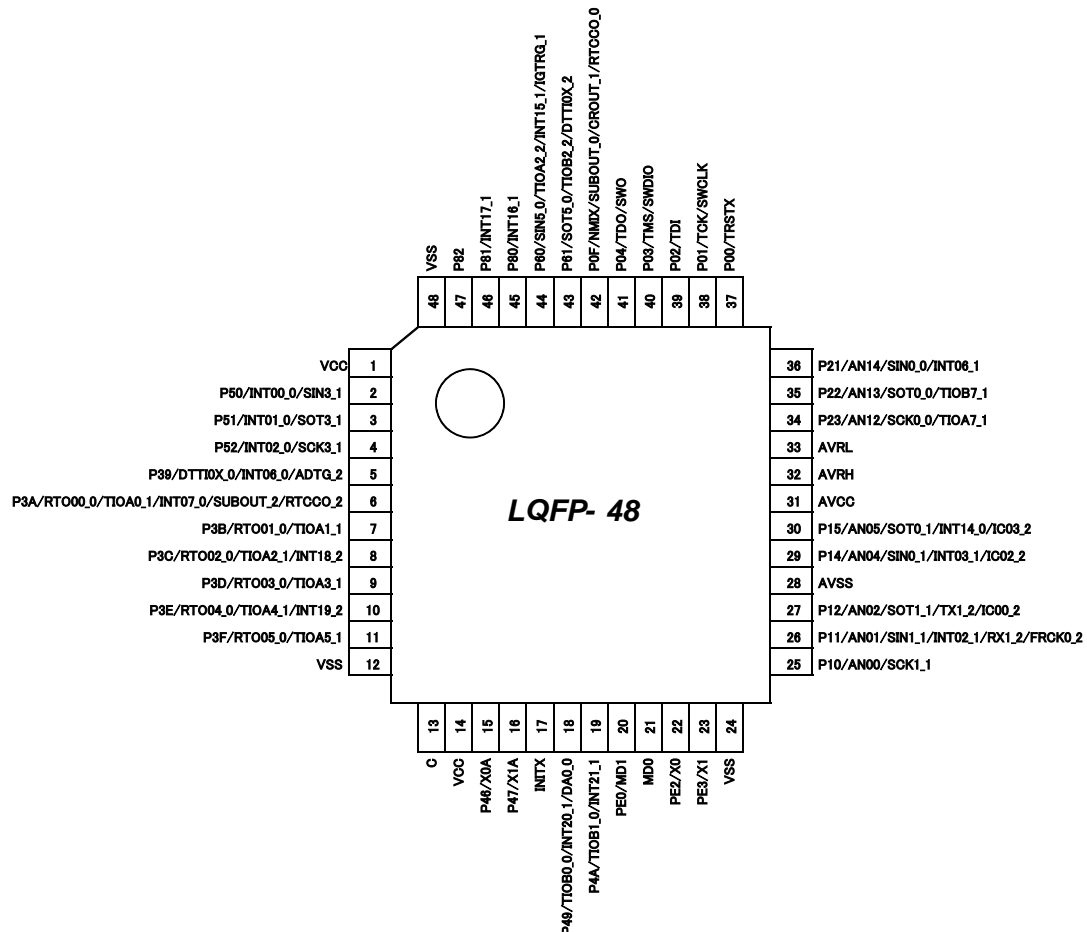 P60/SIN5_0/TIOA2_2/INT15_1/IGTRG_1
P0F/NMIX/SUBOUT_0/CROUT_1/RTCCO_0
P61/SOT5_0/TIOB2_2/DTTI0X_2
P81/INT17_1
P80/INT16_1
P04/TDO/SWO
P03/TMS/SWDIO
P02/TDI
P01/TCK/SWCLK
P00/TRSTX
VSS
P82
48 47 46 45 44 43 42 41 40 39 38 37
VCC 1
P50/INT00_0/SIN3_1 2
P51/INT01_0/SOT3_1 3
P52/INT02_0/SCK3_1 4
P39/DTTI0X_0/INT06_0/ADTG_2 5
P3A/RTO00_0/TIOA0_1/INT07_0/SUBOUT_2/RTCCO_2 6
P3B/RTO01_0/TIOA1_1 7
P3C/RTO02_0/TIOA2_1/INT18_2 8
P3D/RTO03_0/TIOA3_1 9
P3E/RTO04_0/TIOA4_1/INT19_2 10
P3F/RTO05_0/TIOA5_1 11
VSS 12
LQFP- 48
36 P21/AN14/SIN0_0/INT06_1
35 P22/AN13/SOT0_0/TIOB7_1
34 P23/AN12/SCK0_0/TIOA7_1
33 AVRL
32 AVRH
31 AVCC
30 P15/AN05/SOT0_1/INT14_0/IC03_2
29 P14/AN04/SIN0_1/INT03_1/IC02_2
28 AVSS
27 P12/AN02/SOT1_1/TX1_2/IC00_2
26 P11/AN01/SIN1_1/INT02_1/RX1_2/FRCK0_2
25 P10/AN00/SCK1_1
13 14 15 16 17 18 19 20 21 22 23 24
C
VCC
P46/X0A
P47/X1A
INITX
P49/TIOB0_0/INT20_1/DA0_0
P4A/TIOB1_0/INT21_1
PE0/MD1
MD0
PE2/X0
PE3/X1
VSS